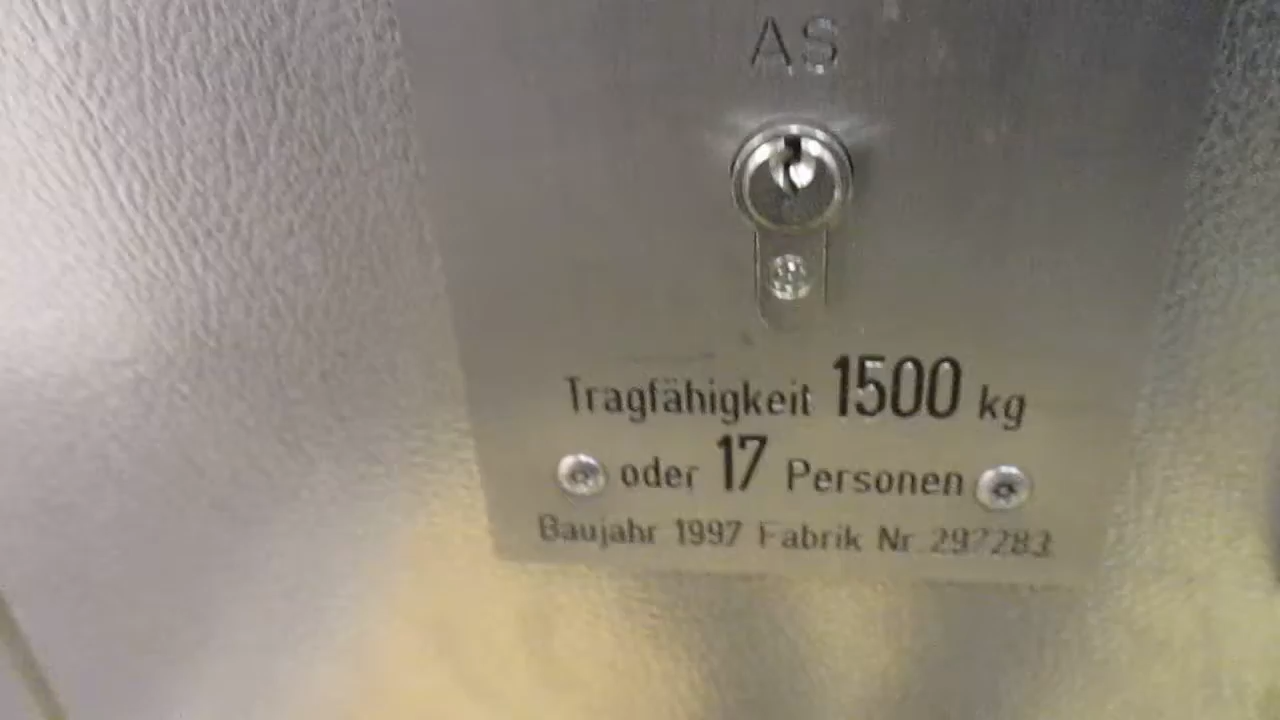 AS
Tragfähigkeit 1500 kg
oder 17 Personen
Baujahr 1997 Fabrik Nr 297283